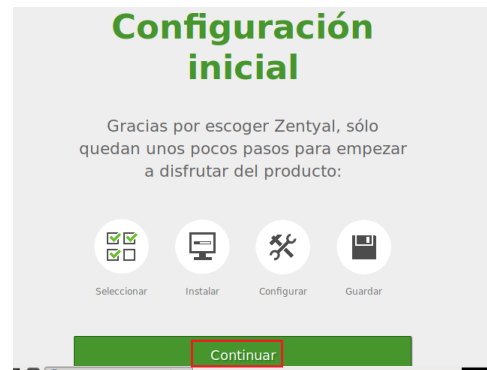 Configuración
inicial
Gracias por escoger Zentyal, sólo
quedan unos pocos pasos para empezar
a disfrutar del producto:
Seleccionar Instalar Configurar Guardar
Continuar